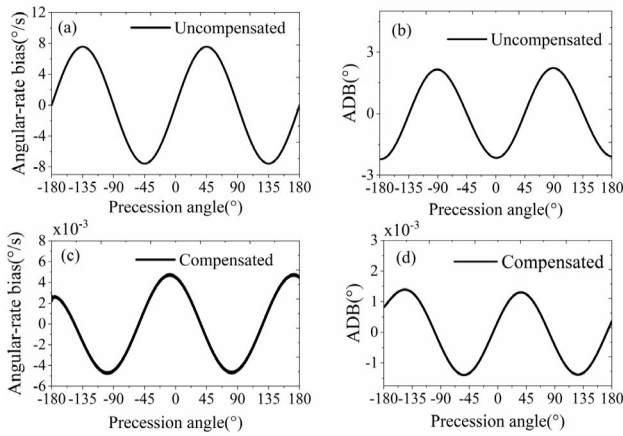 (a)
Uncompensated
Angular-rate bias(°/s)
12
8
4
0
-4
-8
-180 -135 -90 -45 0 45 90 135 180
Precession angle(°)
(b)
Uncompensated
ADB(°)
3
0
-3
-180 -135 -90 -45 0 45 90 135 180
Precession angle(°)
x10-3
(c)
Compensated
Angular-rate bias(°/s)
8
6
4
2
0
-2
-4
-6
-180 -135 -90 -45 0 45 90 135 180
Precession angle(°)
x10-3
(d)
Compensated
ADB(°)
3
2
1
0
-1
-180 -135 -90 -45 0 45 90 135 180
Precession angle(°)